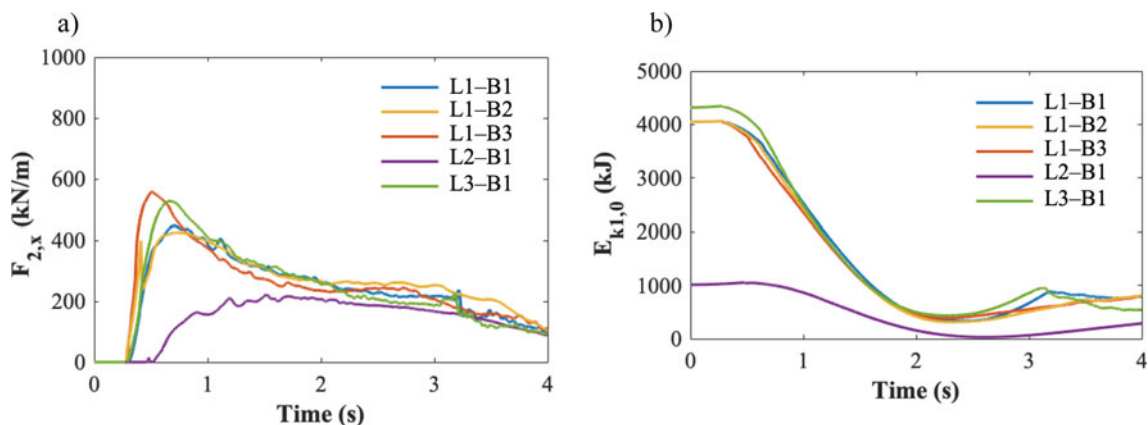 a)
F2,x (kN/m)
1000
800
600
400
200
0
0 1 2 3 4
Time (s)
L1–B1
L1–B2
L1–B3
L2–B1
L3–B1
b)
Ek1,0 (kJ)
5000
4000
3000
2000
1000
0
0 1 2 3 4
Time (s)
L1–B1
L1–B2
L1–B3
L2–B1
L3–B1